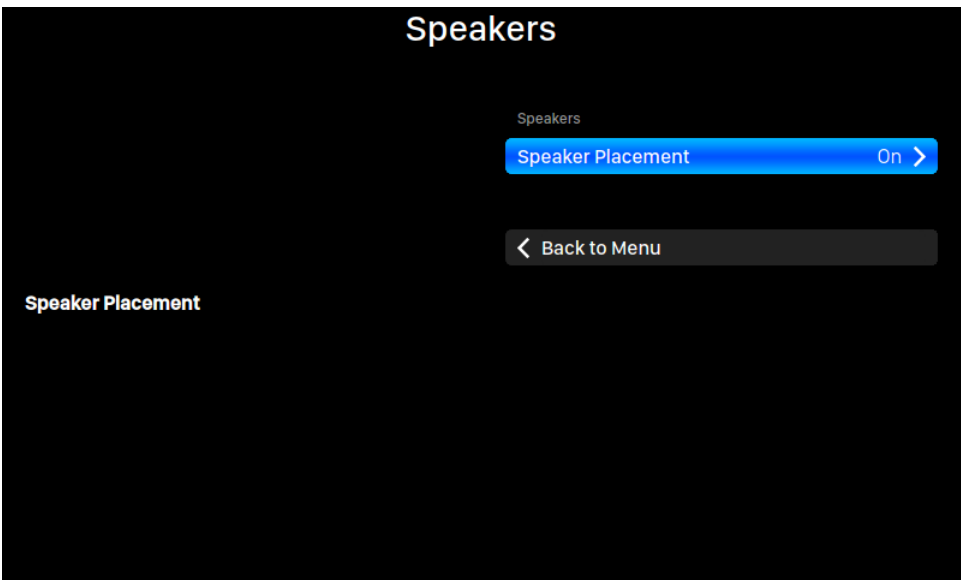 Speakers
Speakers
Speaker Placement On
Back to Menu
Speaker Placement